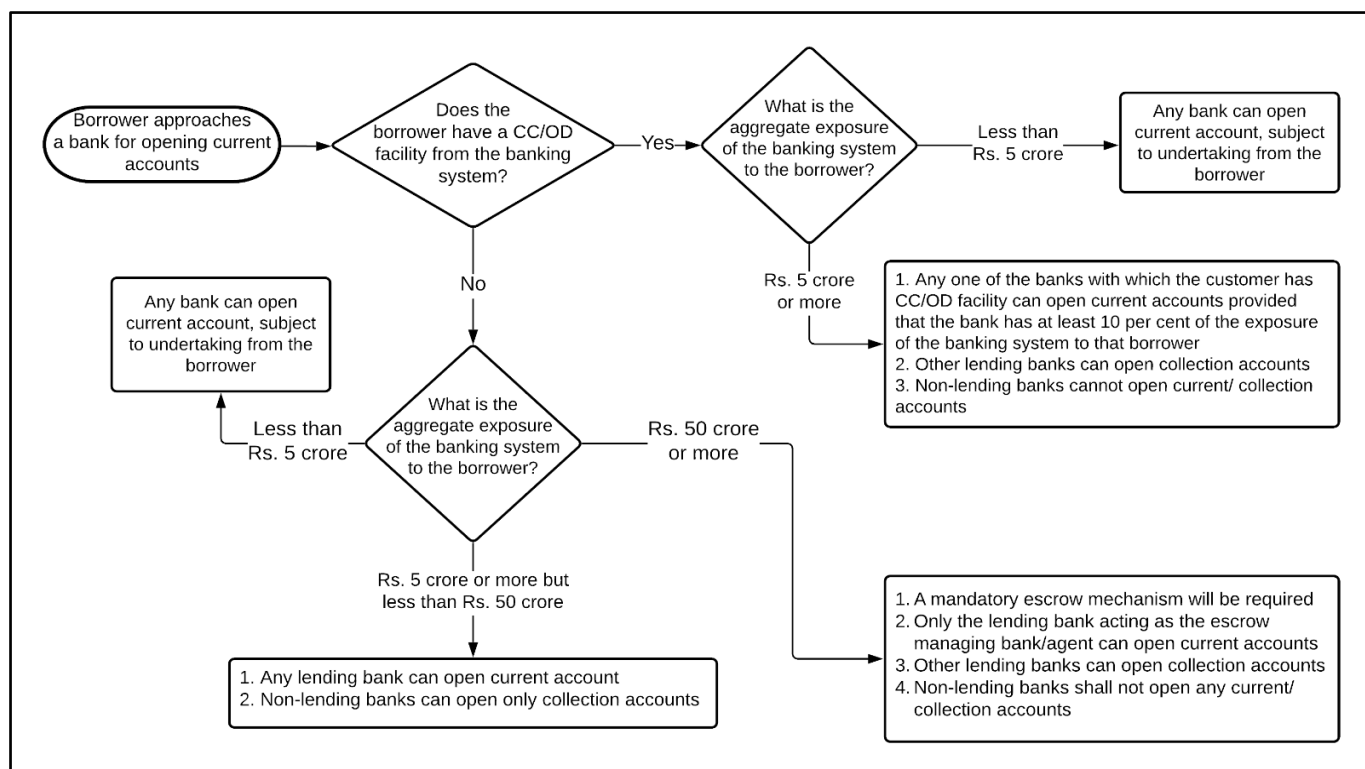 Borrower approaches
a bank for opening current
accounts
Does the
borrower have a CC/OD
facility from the banking
system?
Yes
What is the
aggregate exposure
of the banking system
to the borrower?
Less than
Rs. 5 crore
Any bank can open
current account, subject
to undertaking from the
borrower
Rs. 5 crore
or more
1. Any one of the banks with which the customer has
CC/OD facility can open current accounts provided
that the bank has at least 10 per cent of the exposure
of the banking system to that borrower
2. Other lending banks can open collection accounts
3. Non-lending banks cannot open current/ collection
accounts
No
What is the
aggregate exposure
of the banking system
to the borrower?
Less than
Rs. 5 crore
Any bank can open
current account, subject
to undertaking from the
borrower
Rs. 5 crore or more but
less than Rs. 50 crore
1. Any lending bank can open current account
2. Non-lending banks can open only collection accounts
Rs. 50 crore
or more
1. A mandatory escrow mechanism will be required
2. Only the lending bank acting as the escrow
managing bank/agent can open current accounts
3. Other lending banks can open collection accounts
4. Non-lending banks shall not open any current/
collection accounts